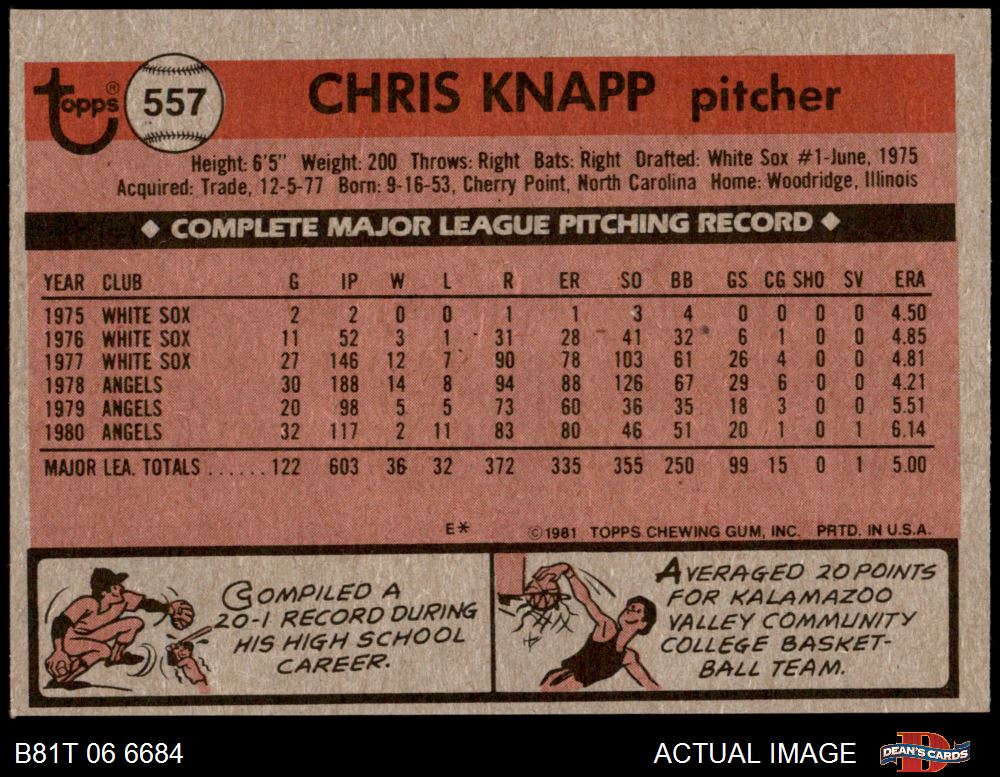 Topps® 557 CHRIS KNAPP pitcher
Height: 6'5" Weight: 200 Throws: Right Bats: Right Drafted: White Sox #1-June, 1975
Acquired: Trade, 12-5-77 Born: 9-16-53, Cherry Point, North Carolina Home: Woodridge, Illinois
◆ COMPLETE MAJOR LEAGUE PITCHING RECORD ◆
YEAR CLUB G IP W L R ER SO BB GS CG SHO SV ERA
1975 WHITE SOX 2 2 0 0 1 1 3 4 0 0 0 0 4.50
1976 WHITE SOX 11 52 3 1 31 28 41 32 6 1 0 0 4.85
1977 WHITE SOX 27 146 12 7 90 78 103 61 26 4 0 0 4.81
1978 ANGELS 30 188 14 8 94 88 126 67 29 6 0 0 4.21
1979 ANGELS 20 98 5 5 73 60 36 35 18 3 0 0 5.51
1980 ANGELS 32 117 2 11 83 80 46 51 20 1 0 1 6.14
MAJOR LEA. TOTALS ...... 122 603 36 32 372 335 355 250 99 15 0 1 5.00
E* ©1981 TOPPS CHEWING GUM, INC. PRTD. IN U.S.A.
COMPILED A
20-1 RECORD DURING
HIS HIGH SCHOOL
CAREER.
AVERAGED 20 POINTS
FOR KALAMAZOO
VALLEY COMMUNITY
COLLEGE BASKET-
BALL TEAM.
B81T 06 6684 ACTUAL IMAGE DEAN'S CARDS